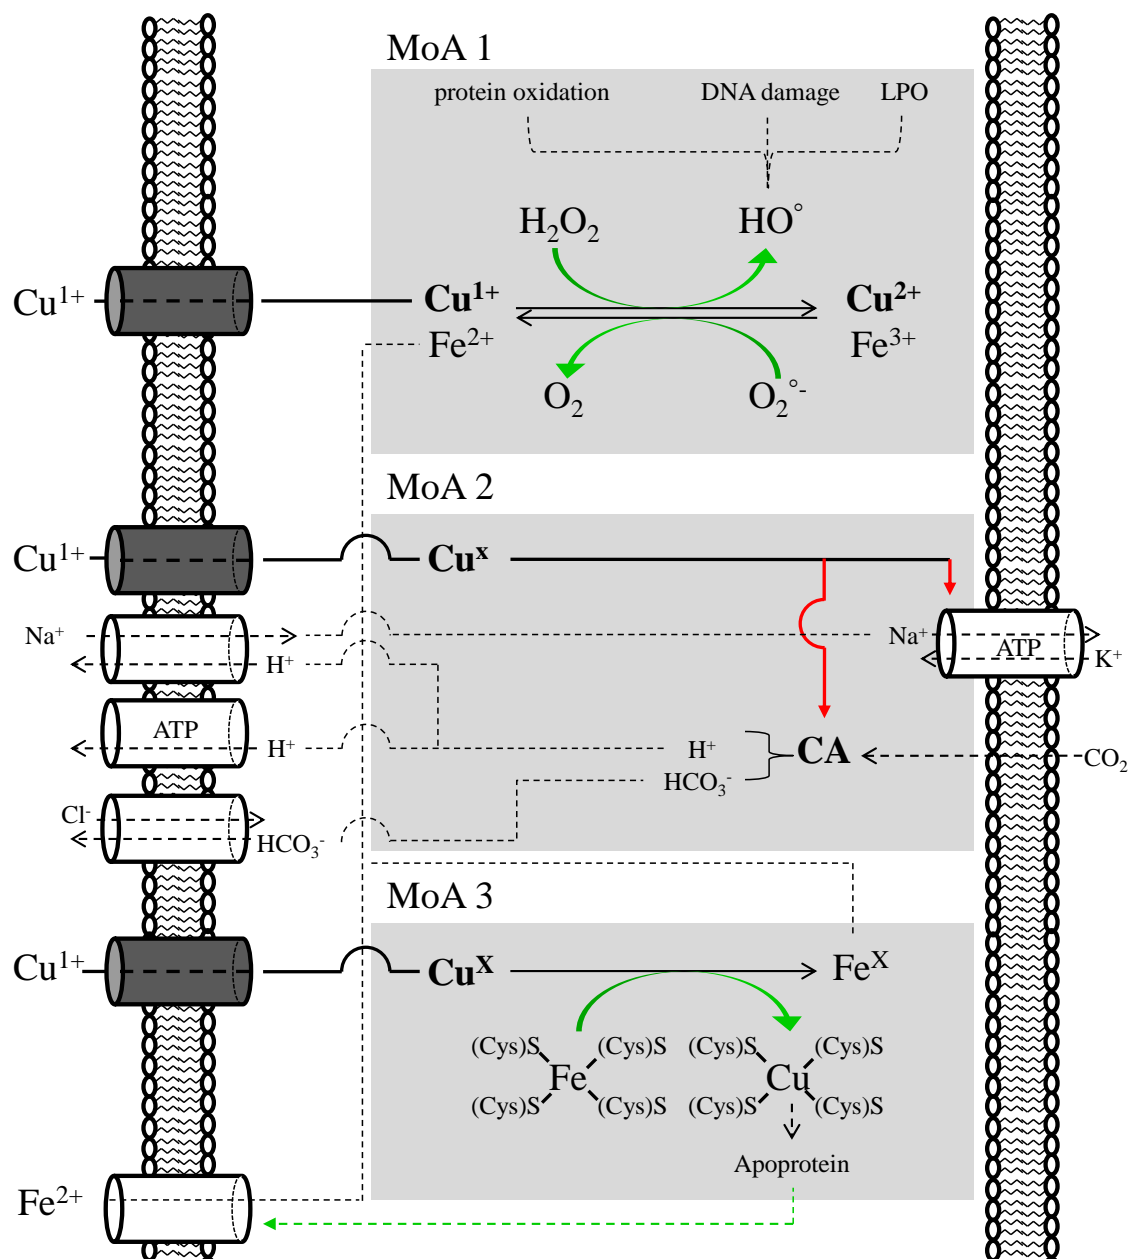 MoA 1
protein oxidation DNA damage LPO
H₂O₂ HO°
Cu¹⁺ Cu¹⁺ Cu²⁺
Fe²⁺ Fe³⁺
O₂ O₂°⁻
MoA 2
Cu¹⁺ Cuˣ
Na⁺ Na⁺
H⁺ ATP K⁺
ATP
H⁺ H⁺ CA CO₂
HCO₃⁻
Cl⁻
HCO₃⁻
MoA 3
Cu¹⁺ Cuˣ Feˣ
(Cys)S (Cys)S (Cys)S (Cys)S
Fe Cu
(Cys)S (Cys)S (Cys)S (Cys)S
Apoprotein
Fe²⁺